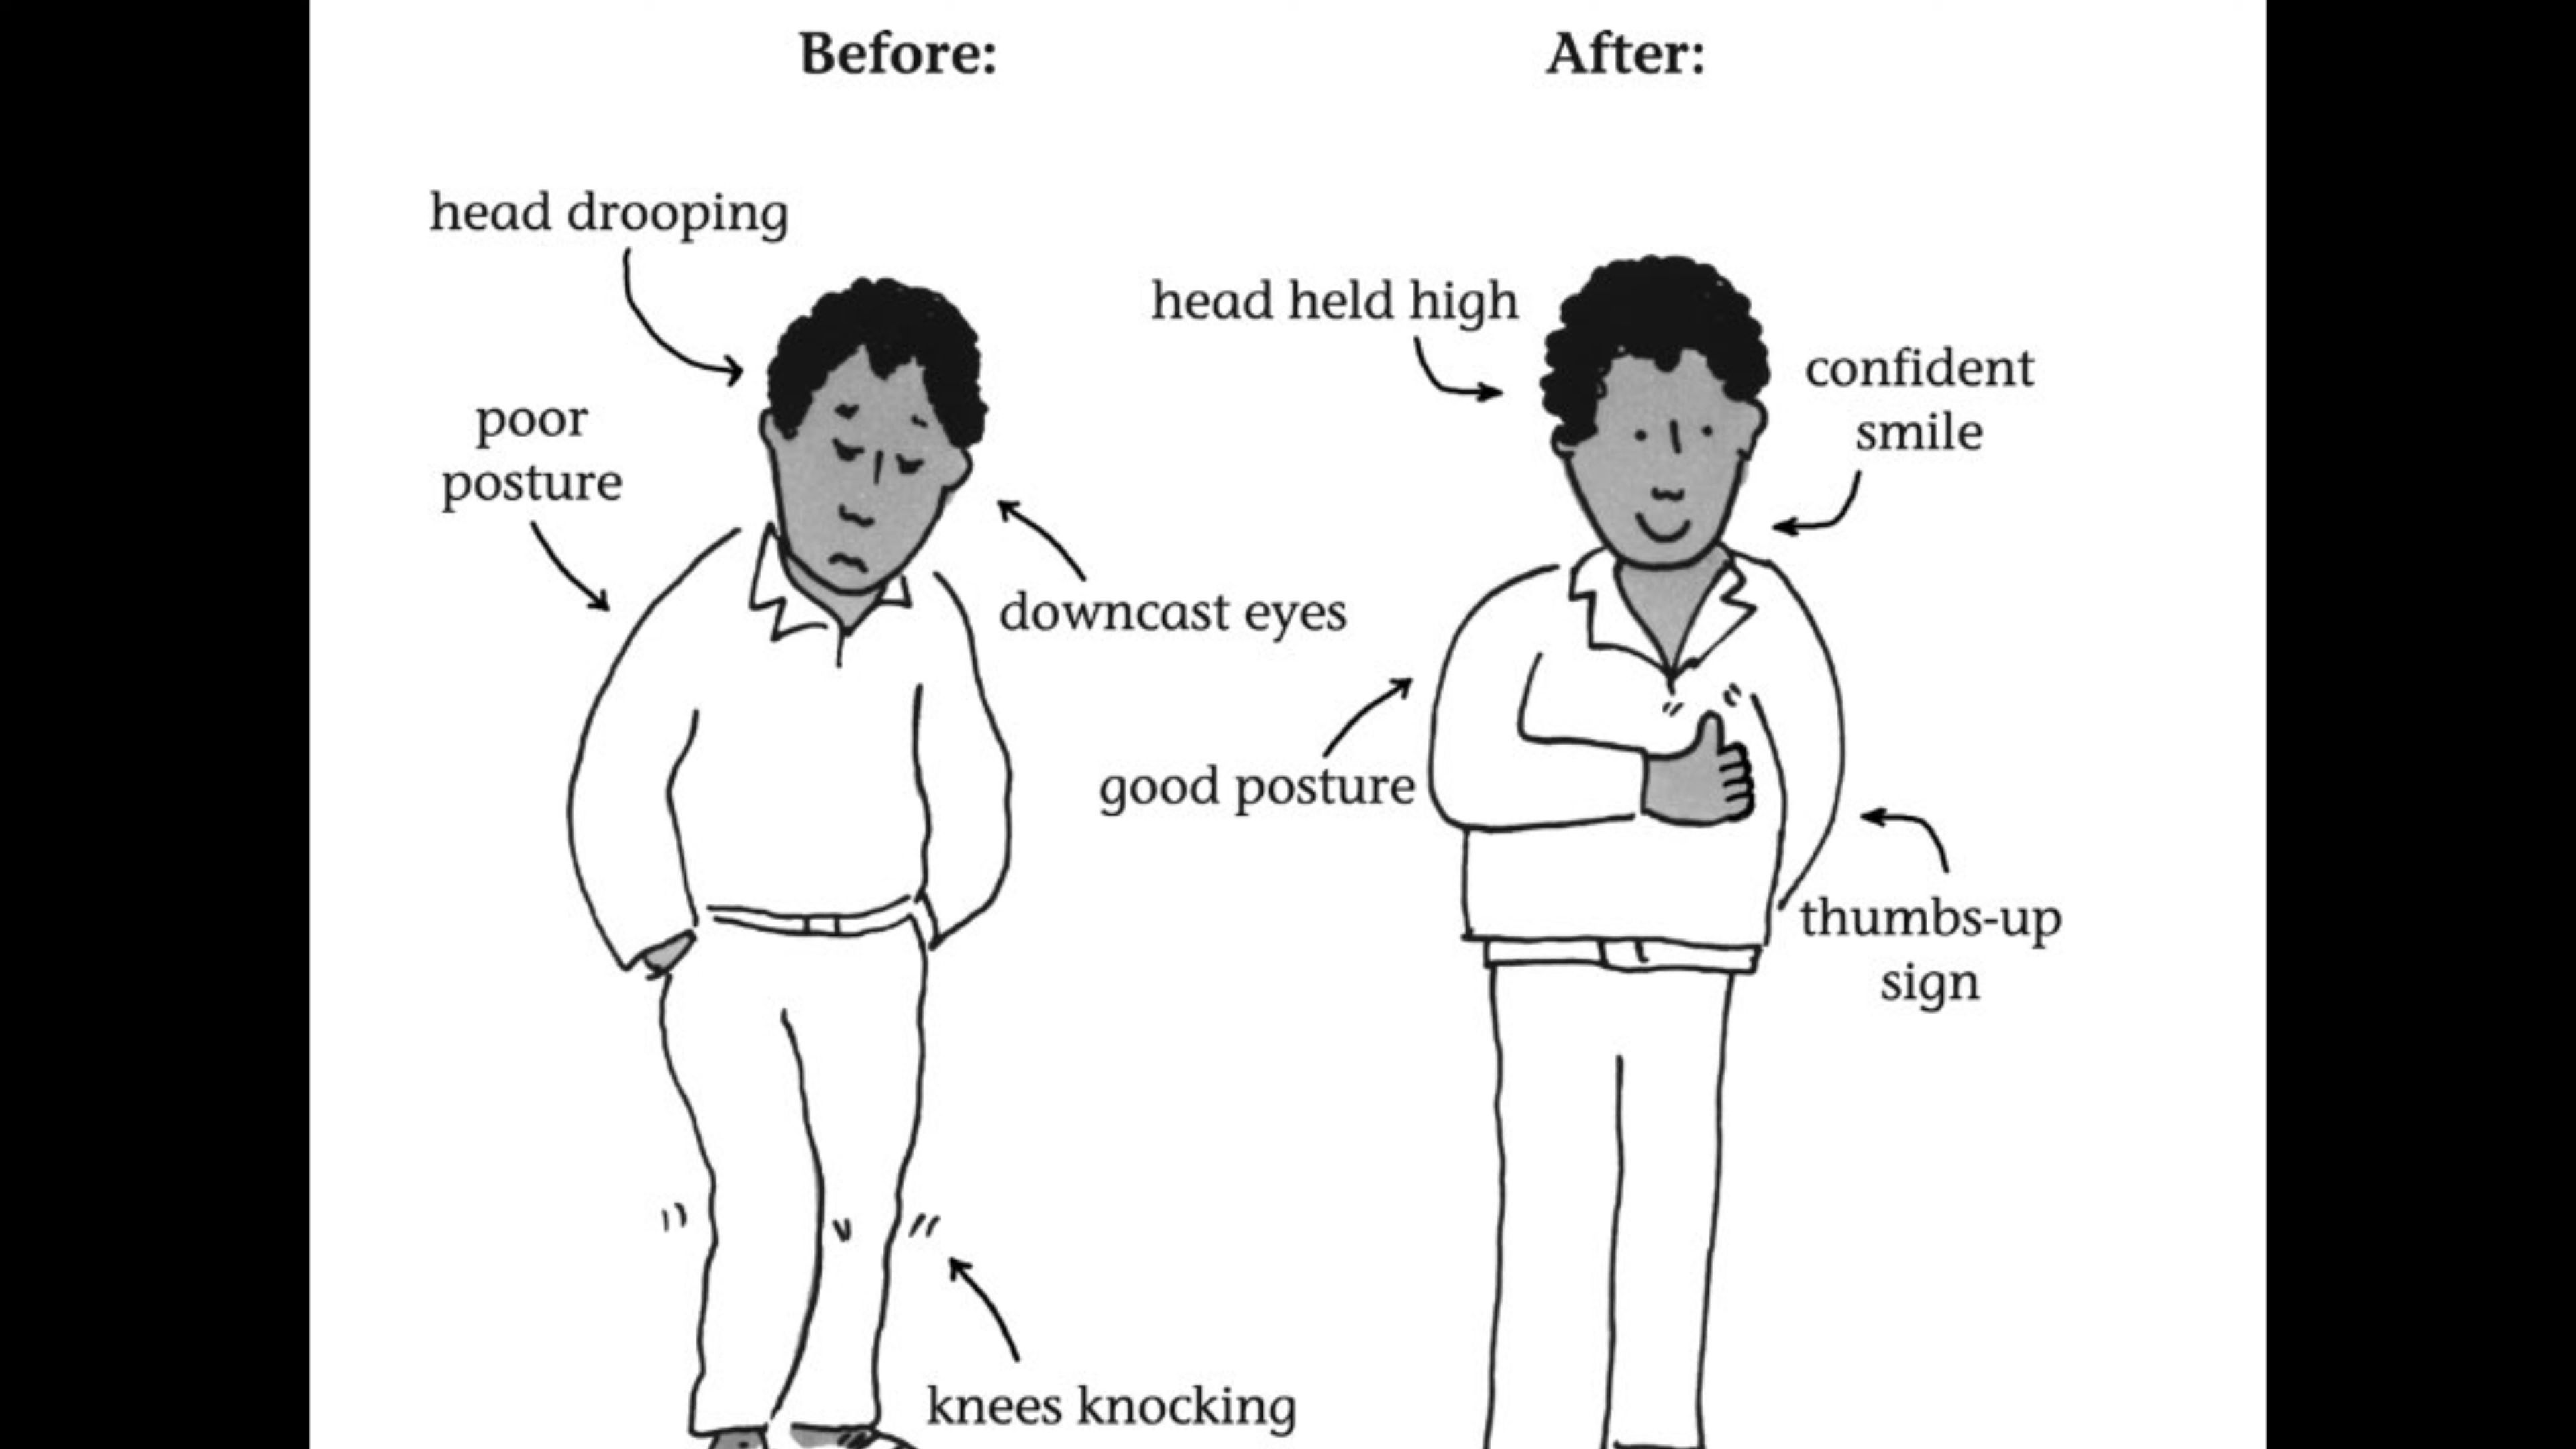 Before:
head drooping
poor
posture
downcast eyes
knees knocking
After:
head held high
confident
smile
good posture
thumbs-up
sign